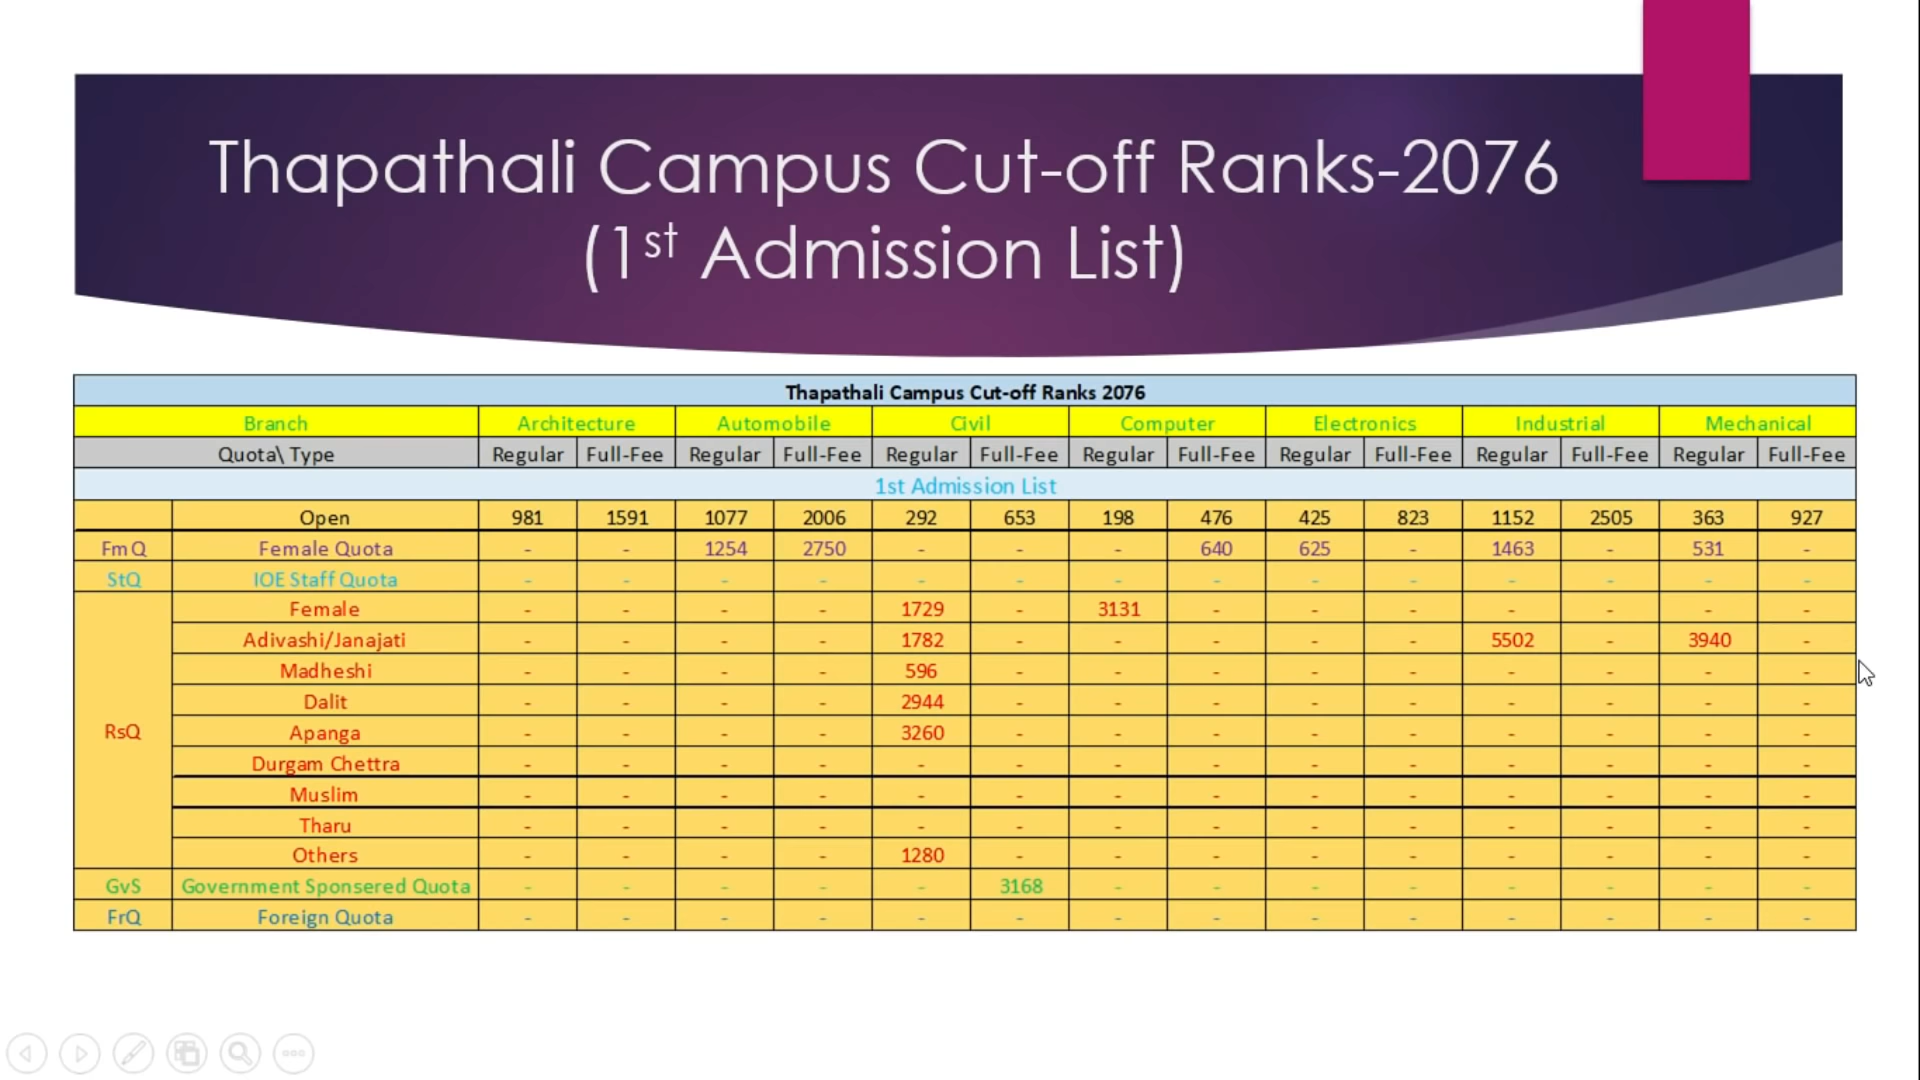 Thapathali Campus Cut-off Ranks-2076
(1st Admission List)
Thapathali Campus Cut-off Ranks 2076
Branch Architecture Automobile Civil Computer Electronics Industrial Mechanical
Quota\ Type Regular Full-Fee Regular Full-Fee Regular Full-Fee Regular Full-Fee Regular Full-Fee Regular Full-Fee Regular Full-Fee
1st Admission List
Open 981 1591 1077 2006 292 653 198 476 425 823 1152 2505 363 927
FmQ Female Quota - - 1254 2750 - - - 640 625 - 1463 - 531 -
StQ IOE Staff Quota - - - - - - - - - - - - - -
Female - - - - 1729 - 3131 - - - - - - -
Adivashi/Janajati - - - - 1782 - - - - - 5502 - 3940 -
Madheshi - - - - 596 - - - - - - - - -
Dalit - - - - 2944 - - - - - - - - -
RsQ Apanga - - - - 3260 - - - - - - - - -
Durgam Chettra - - - - - - - - - - - - - -
Muslim - - - - - - - - - - - - - -
Tharu - - - - - - - - - - - - - -
Others - - - - 1280 - - - - - - - - -
GvS Government Sponsered Quota - - - - - 3168 - - - - - - - -
FrQ Foreign Quota - - - - - - - - - - - - - -